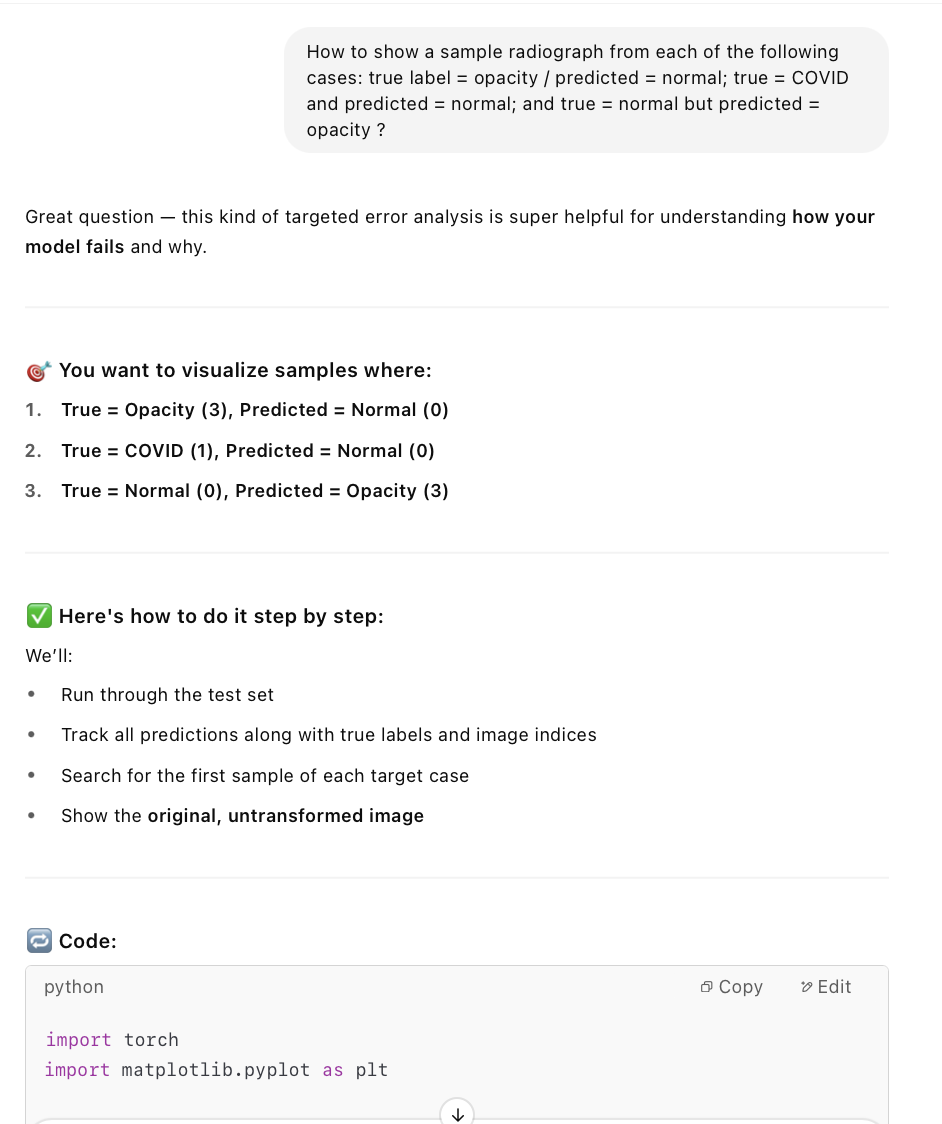 How to show a sample radiograph from each of the following
cases: true label = opacity / predicted = normal; true = COVID
and predicted = normal; and true = normal but predicted =
opacity ?
Great question — this kind of targeted error analysis is super helpful for understanding how your
model fails and why.
🎯 You want to visualize samples where:
1. True = Opacity (3), Predicted = Normal (0)
2. True = COVID (1), Predicted = Normal (0)
3. True = Normal (0), Predicted = Opacity (3)
✅ Here's how to do it step by step:
We’ll:
• Run through the test set
• Track all predictions along with true labels and image indices
• Search for the first sample of each target case
• Show the original, untransformed image
🔁 Code:
python Copy Edit
import torch
import matplotlib.pyplot as plt